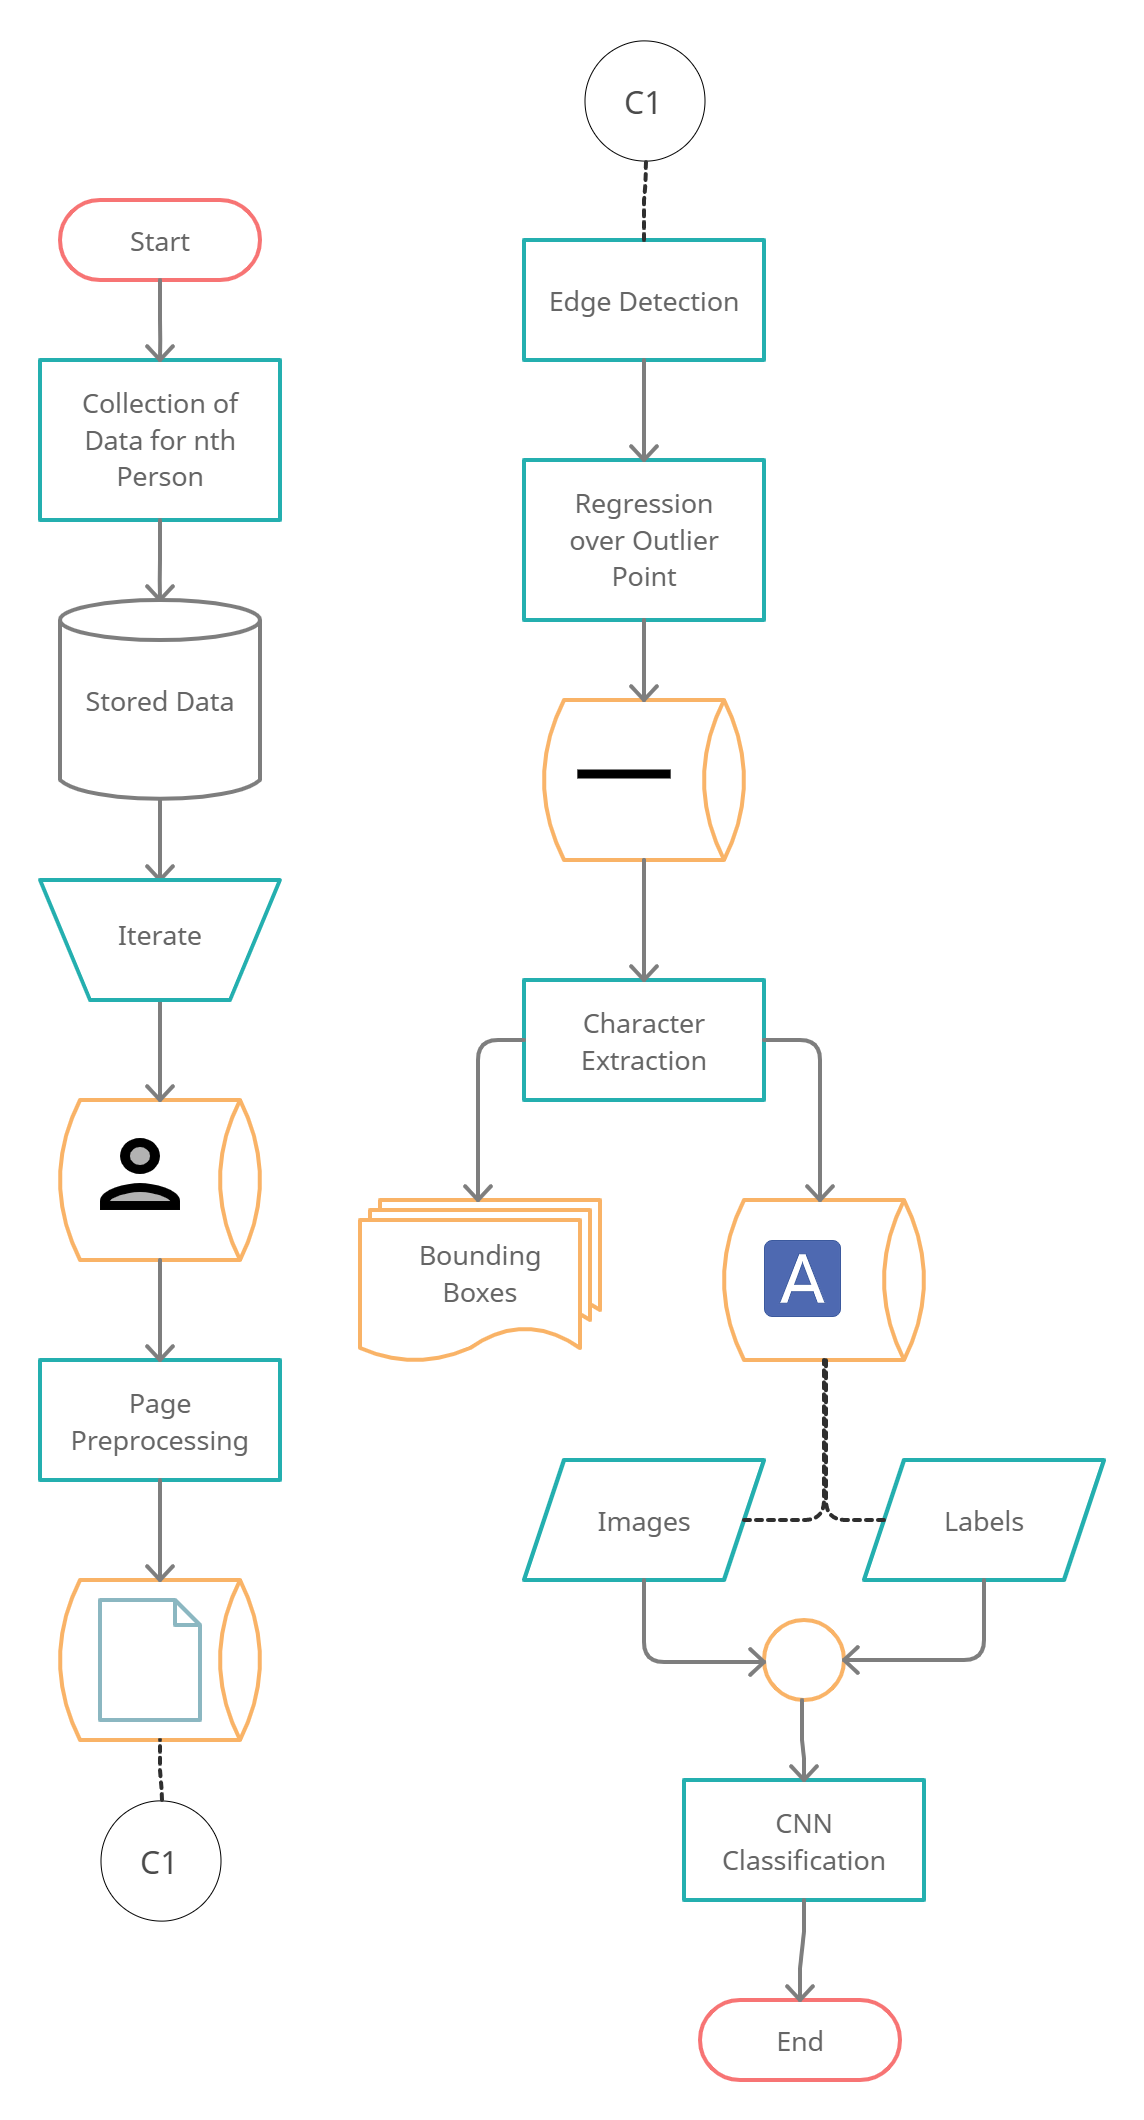 Start
Collection of
Data for nth
Person
Stored Data
Iterate
Page
Preprocessing
C1
C1
Edge Detection
Regression
over Outlier
Point
Character
Extraction
Bounding
Boxes
A
Images
Labels
CNN
Classification
End